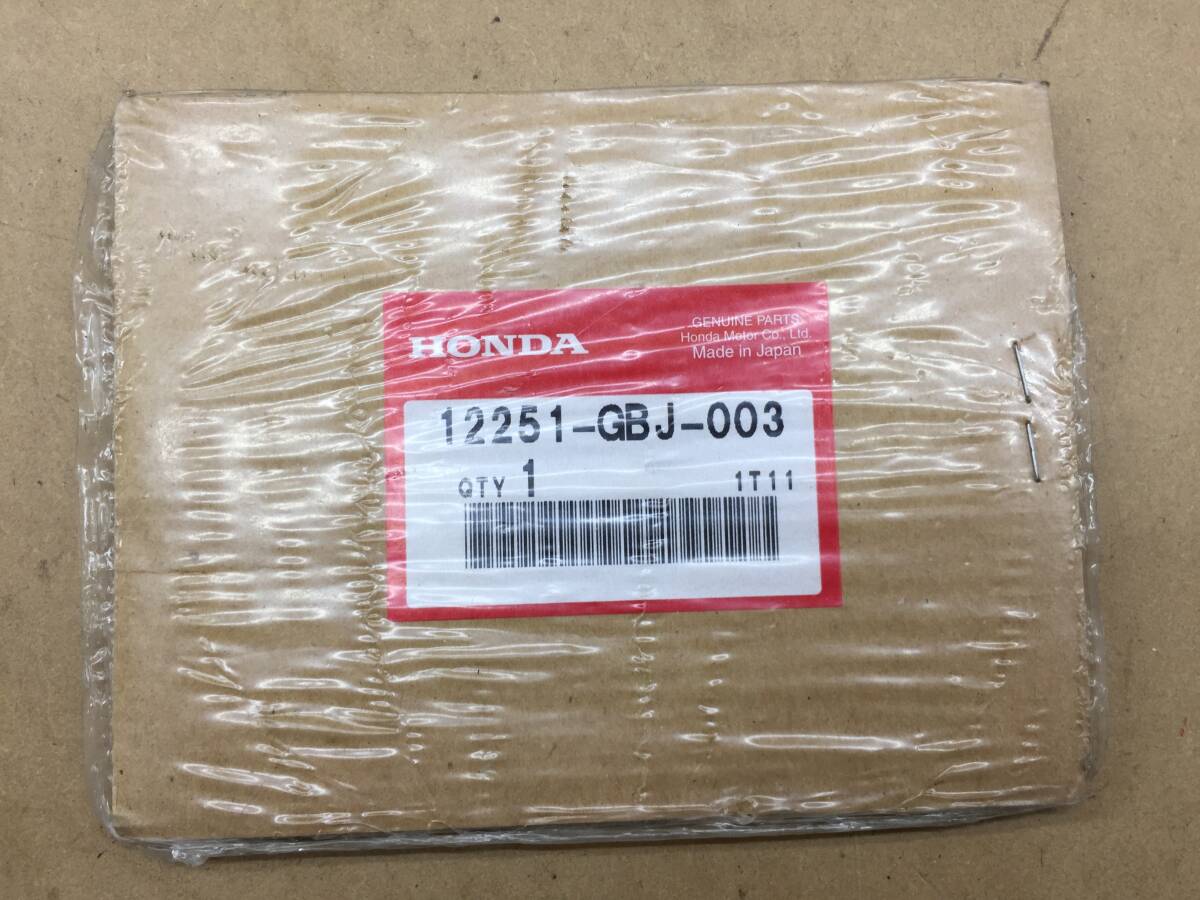 HONDA
GENUINE PARTS
Honda Motor Co., Ltd.
Made in Japan
12251-GBJ-003
QTY 1
1T11